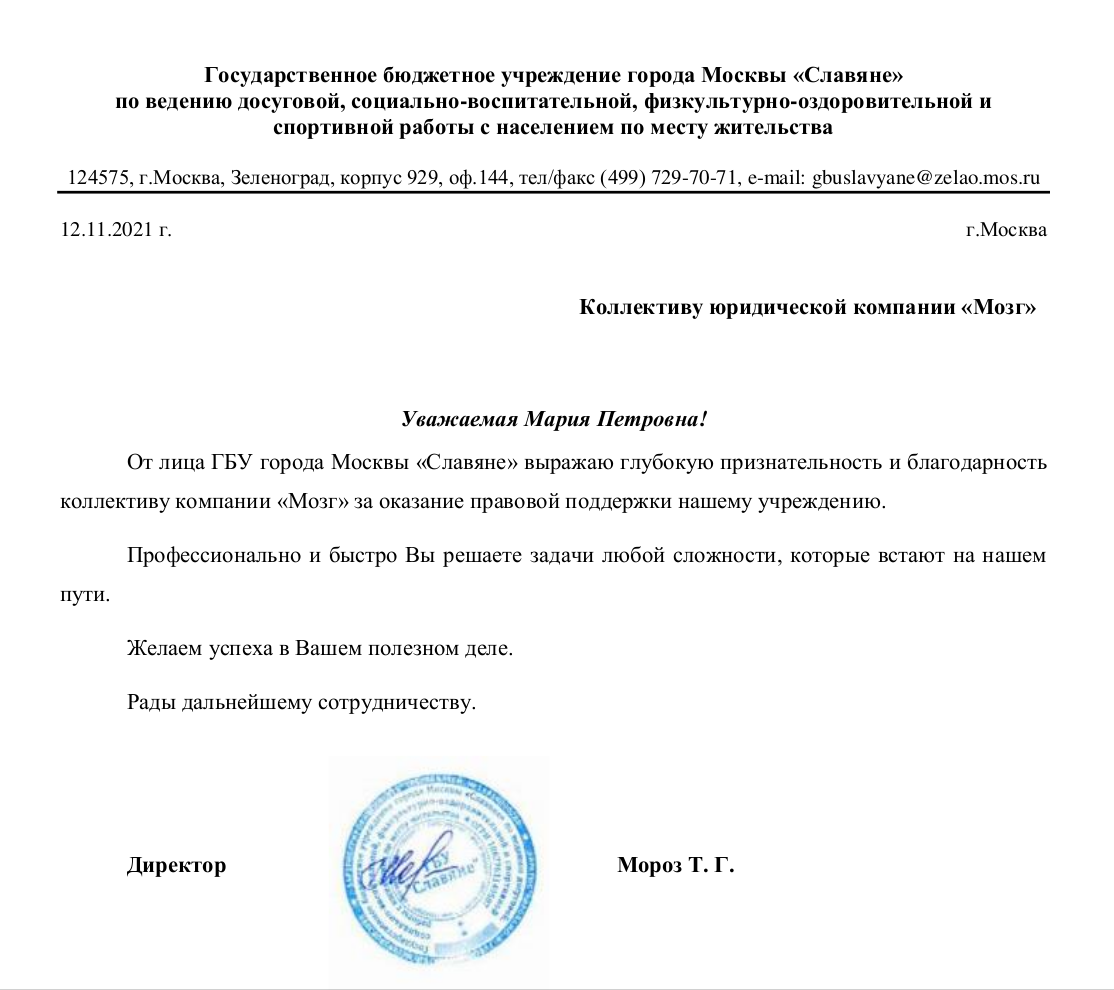 Государственное бюджетное учреждение города Москвы «Славяне»
по ведению досуговой, социально-воспитательной, физкультурно-оздоровительной и
спортивной работы с населением по месту жительства
124575, г.Москва, Зеленоград, корпус 929, оф.144, тел/факс (499) 729-70-71, e-mail: gbuslavyane@zelao.mos.ru
12.11.2021 г. г.Москва
Коллективу юридической компании «Мозг»
Уважаемая Мария Петровна!
От лица ГБУ города Москвы «Славяне» выражаю глубокую признательность и благодарность
коллективу компании «Мозг» за оказание правовой поддержки нашему учреждению.
Профессионально и быстро Вы решаете задачи любой сложности, которые встают на нашем
пути.
Желаем успеха в Вашем полезном деле.
Рады дальнейшему сотрудничеству.
Директор Мороз Т. Г.
ГБУ
"Славяне"